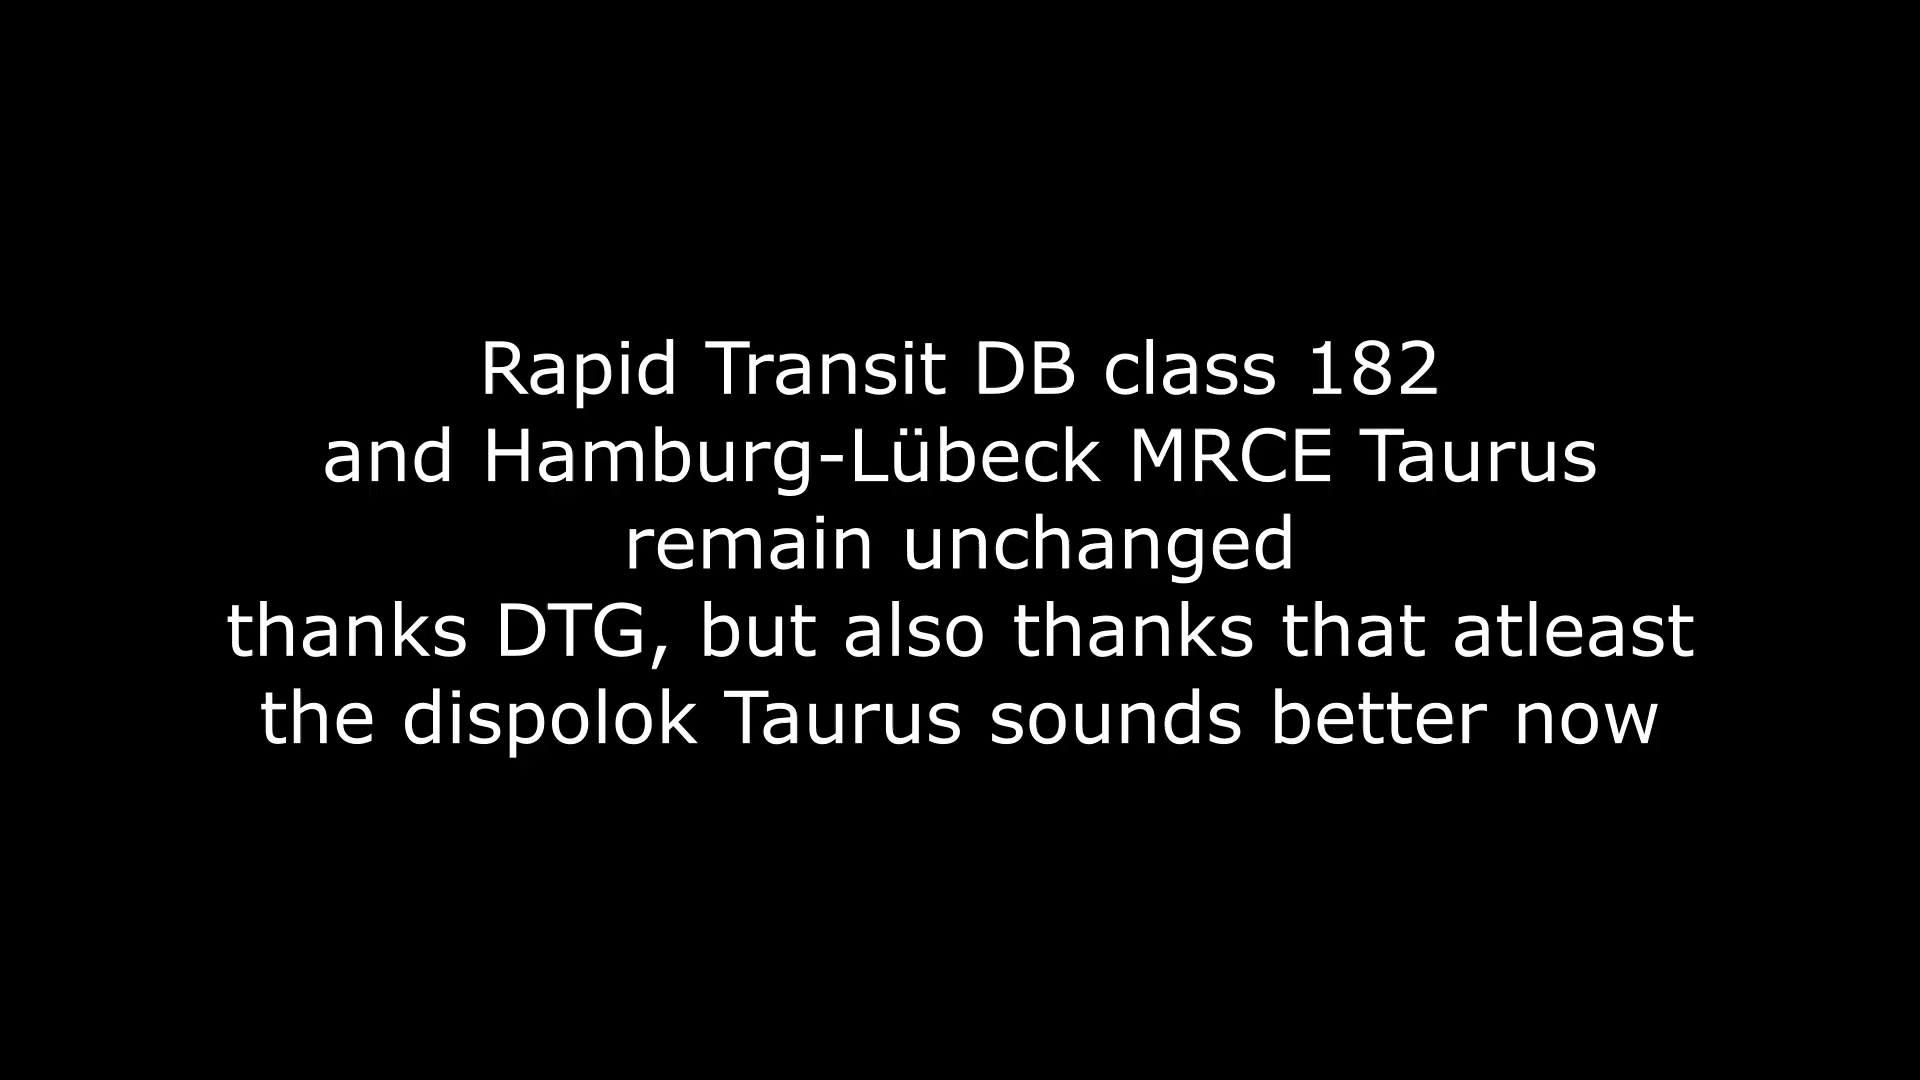 Rapid Transit DB class 182
and Hamburg-Lübeck MRCE Taurus
remain unchanged
thanks DTG, but also thanks that atleast
the dispolok Taurus sounds better now